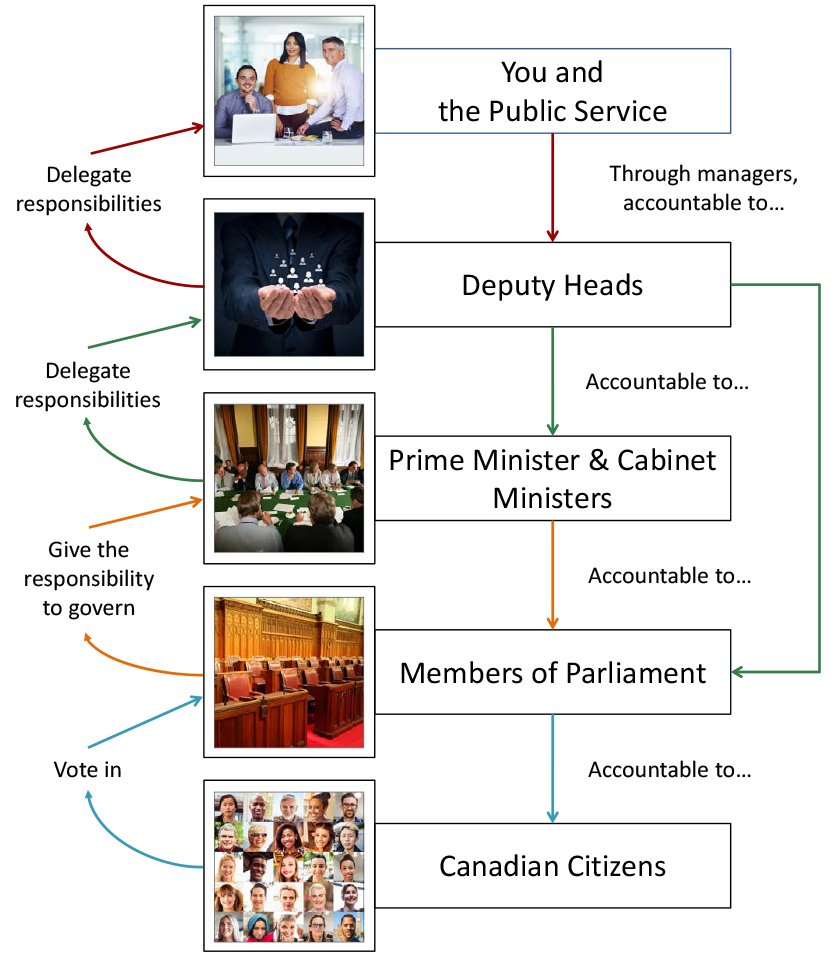 You and
the Public Service
Delegate
responsibilities
Through managers,
accountable to…
Deputy Heads
Delegate
responsibilities
Accountable to…
Prime Minister & Cabinet
Ministers
Give the
responsibility
to govern
Accountable to…
Members of Parliament
Vote in
Accountable to…
Canadian Citizens